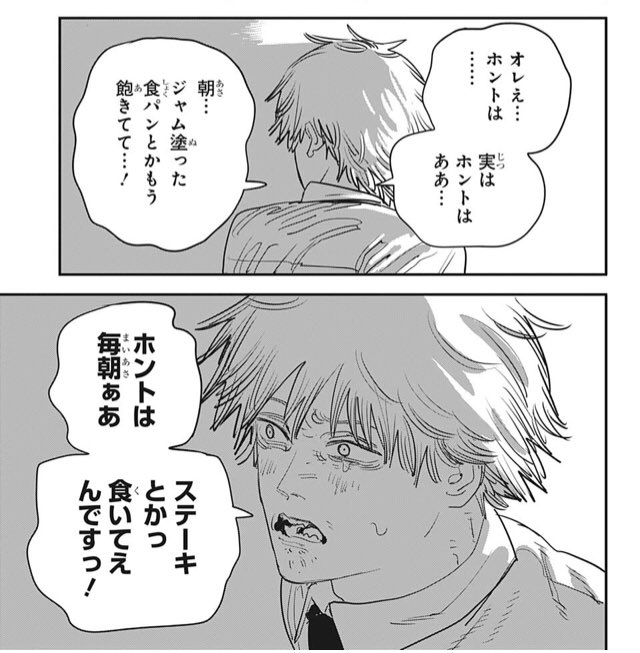 オレぇ…
ホントは
……
実は
ホントは
ああ…
朝…
ジャム塗った
食パンとかもう
飽きてて…！
ホントは
毎朝ぁあ
ステーキ
とかっ
食いてえ
んですっ！